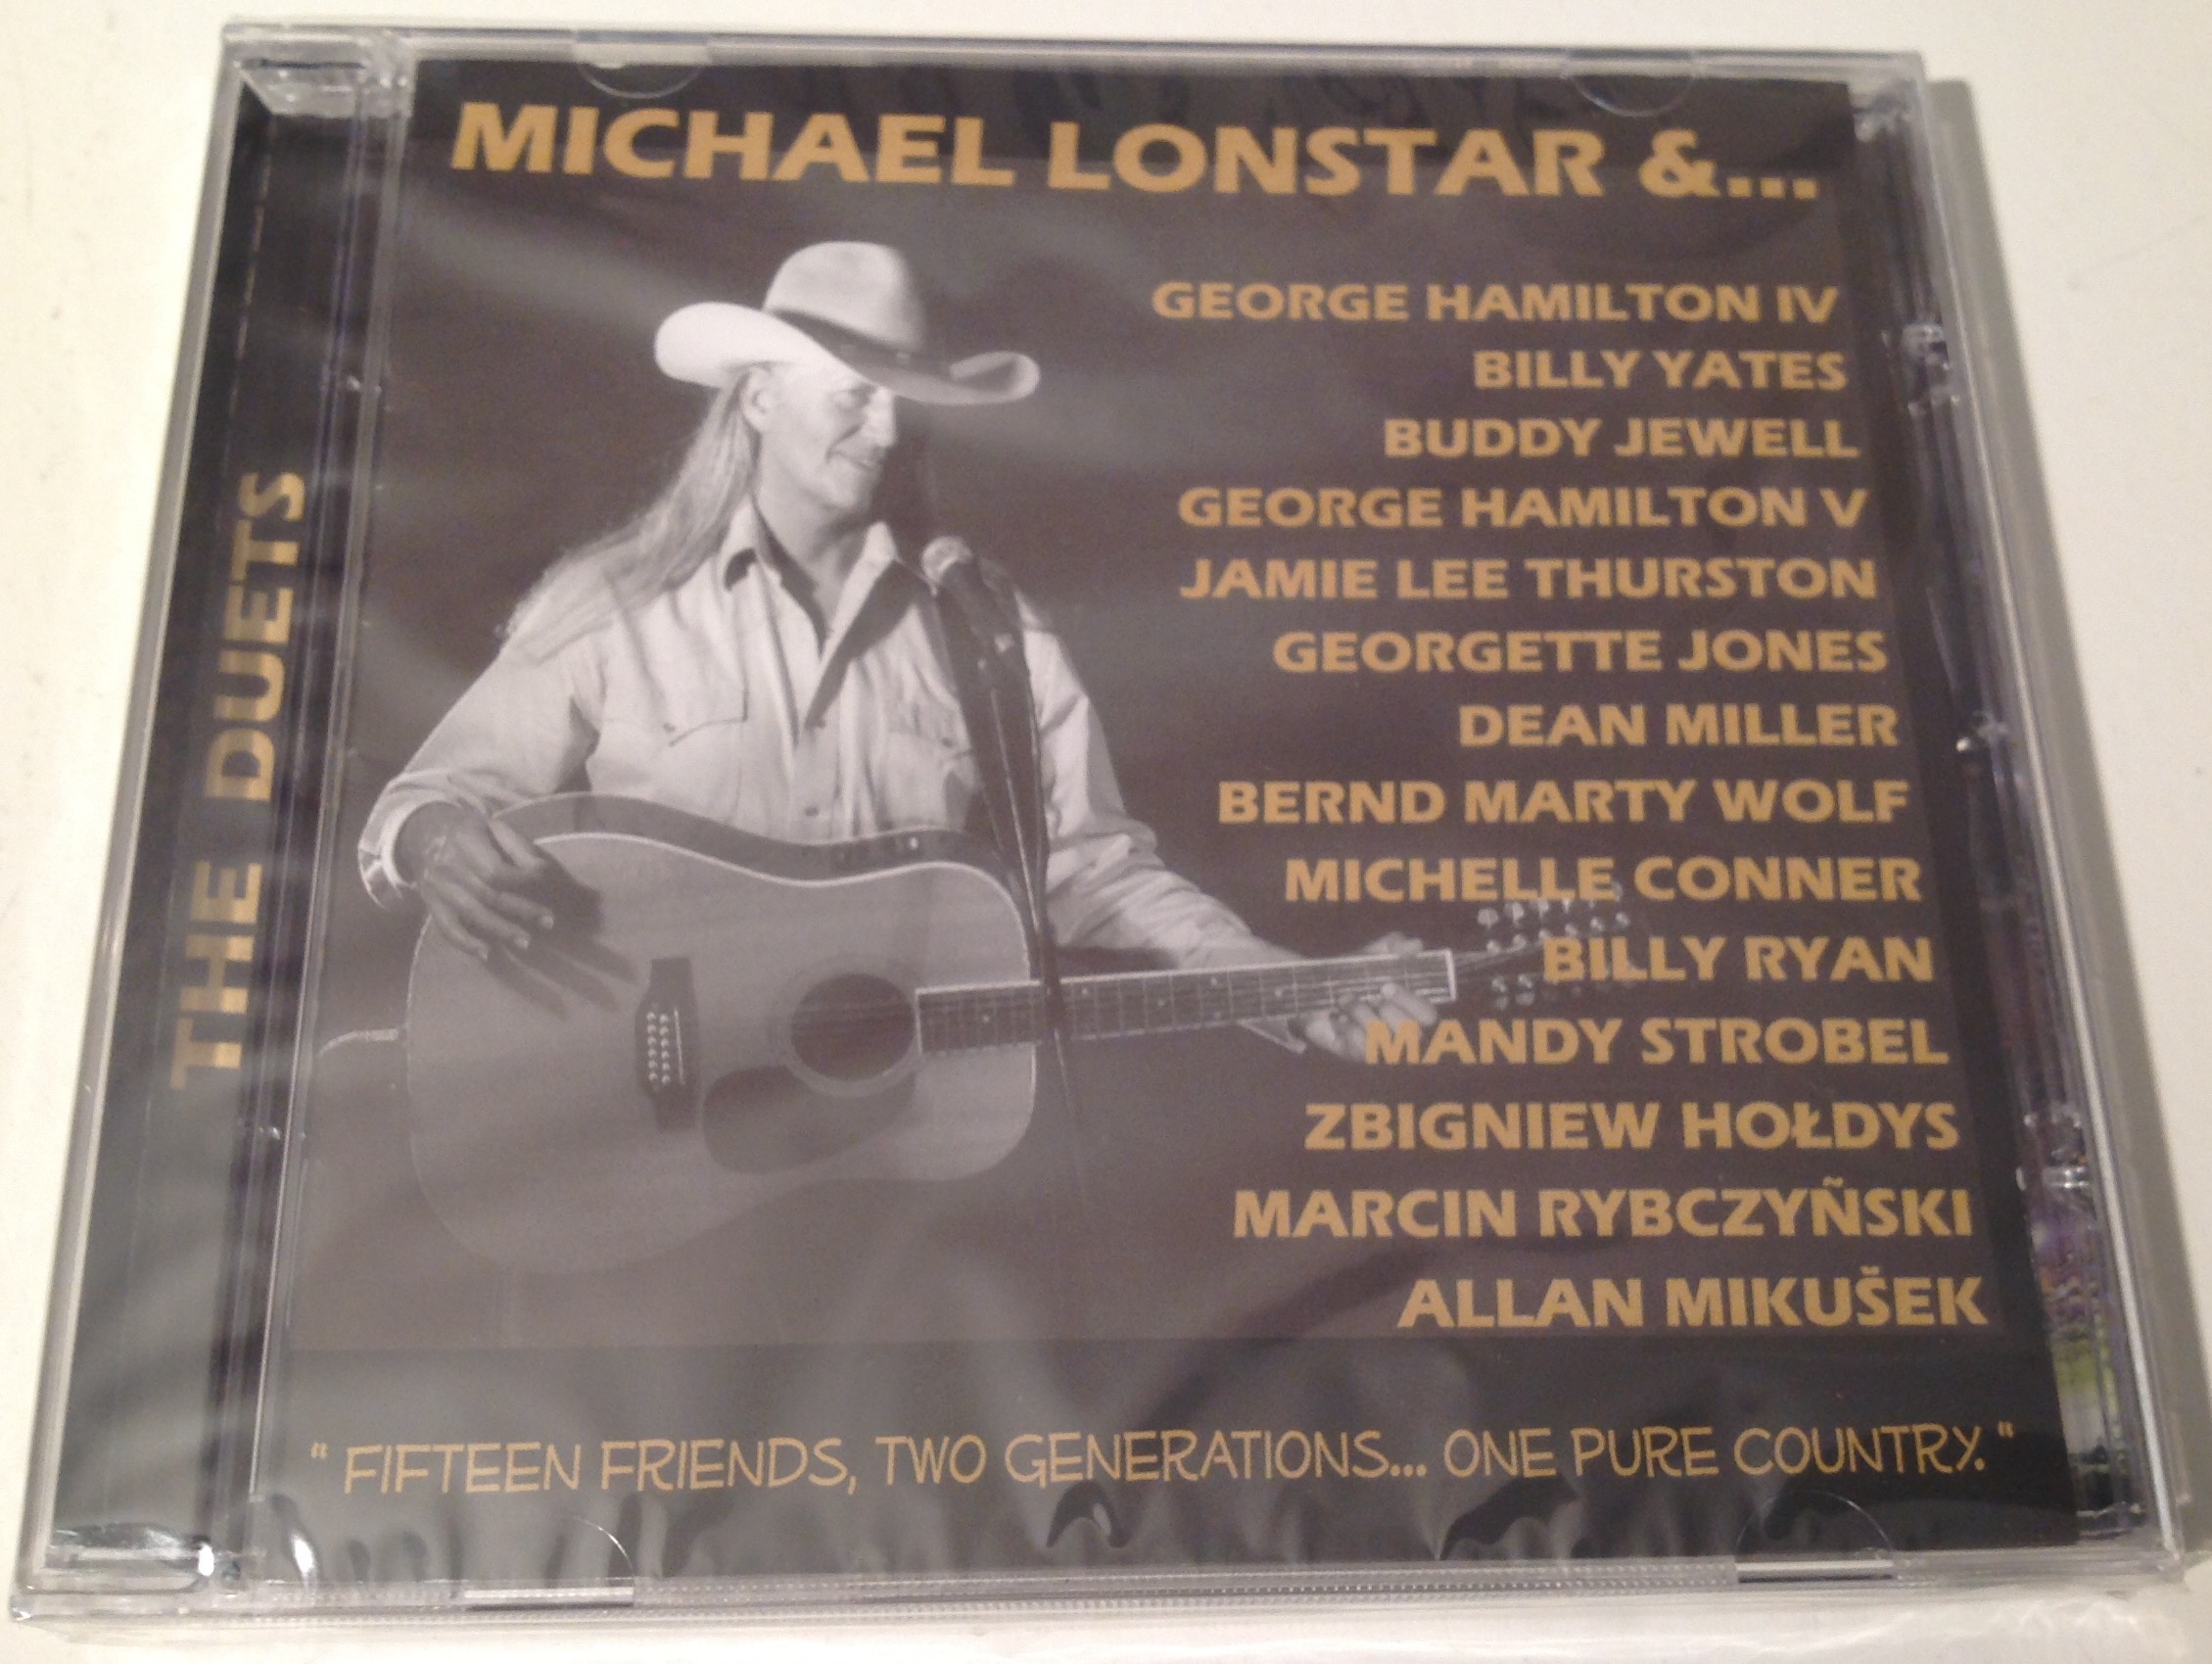 MICHAEL LONSTAR &...
GEORGE HAMILTON IV
BILLY YATES
BUDDY JEWELL
GEORGE HAMILTON V
JAMIE LEE THURSTON
GEORGETTE JONES
DEAN MILLER
BERND MARTY WOLF
MICHELLE CONNER
BILLY RYAN
MANDY STROBEL
ZBIGNIEW HOŁDYS
MARCIN RYBCZYÑSKI
ALLAN MIKUŠEK
THE DUETS
“ FIFTEEN FRIENDS, TWO GENERATIONS... ONE PURE COUNTRY. “